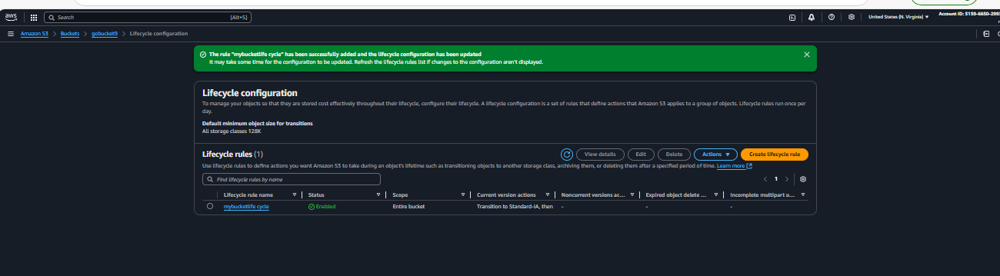 aws
Search [Alt+S]
United States (N. Virginia) ▼
Account ID: 5159-6650-299
Amazon S3 > Buckets > gobucket9 > Lifecycle configuration
The rule "mybucketlife cycle" has been successfully added and the lifecycle configuration has been updated
It may take some time for the configuration to be updated. Refresh the lifecycle rules list if changes to the configuration aren't displayed.
Lifecycle configuration
To manage your objects so that they are stored cost effectively throughout their lifecycle, configure their lifecycle. A lifecycle configuration is a set of rules that define actions that Amazon S3 applies to a group of objects. Lifecycle rules run once per
day.
Default minimum object size for transitions
All storage classes 128K
Lifecycle rules (1)
View details Edit Delete Actions ▼ Create lifecycle rule
Use lifecycle rules to define actions you want Amazon S3 to take during an object's lifetime such as transitioning objects to another storage class, archiving them, or deleting them after a specified period of time. Learn more
Find lifecycle rules by name
< 1 >
Lifecycle rule name Status Scope Current version actions Noncurrent versions ac... Expired object delete ... Incomplete multipart u...
mybucketlife cycle Enabled Entire bucket Transition to Standard-IA, then - - -